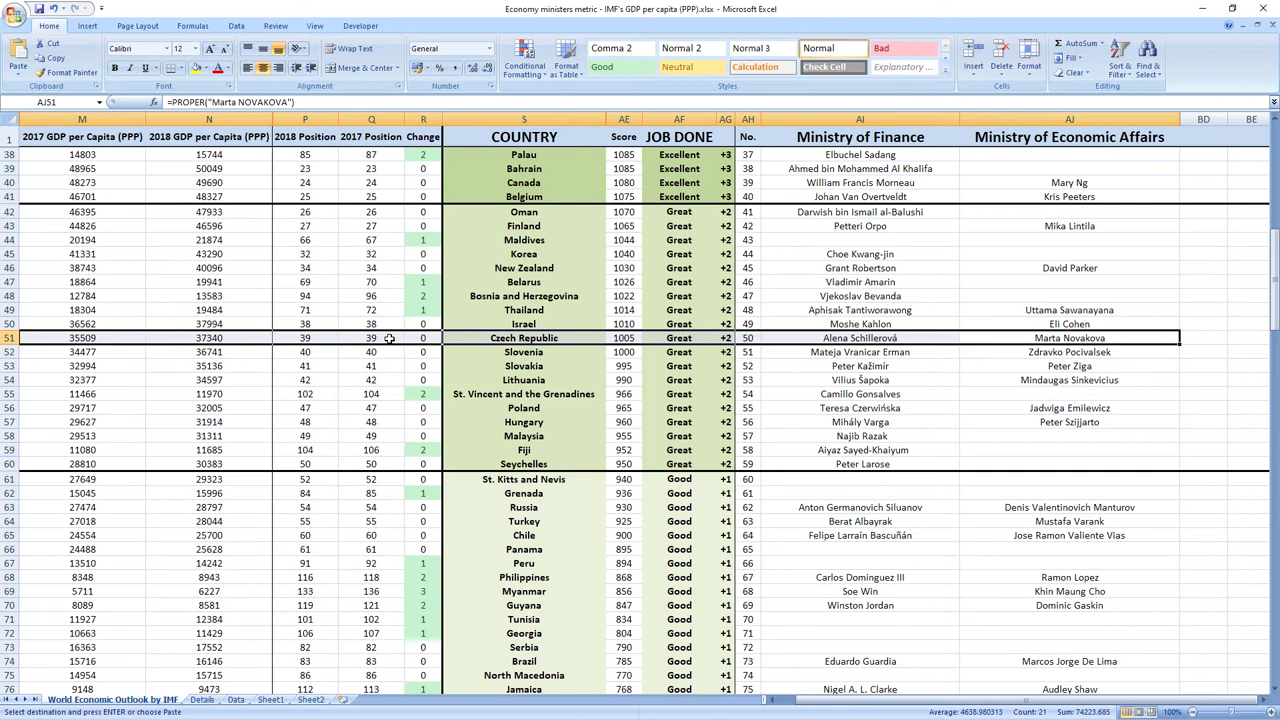 Economy ministers metric - IMF's GDP per capita (PPP).xlsx - Microsoft Excel
Home Insert Page Layout Formulas Data Review View
Cut
Copy
Format Painter
Paste
Clipboard
Calibri 12
Font
Wrap Text
Merge & Center
Alignment
General
Number
Conditional Formatting
Format as Table
Comma 2 Normal 2 Normal 3 Normal Bad
Good Neutral Calculation Check Cell Explanatory ...
Styles
Insert Delete Format
Cells
AutoSum
Fill
Clear
Sort & Filter
Find & Select
Editing
AJ51 =PROPER("Marta NOVAKOVA")
M N P Q R S AE AF AG AH AI AJ BD BE
1 2017 GDP per Capita (PPP) 2018 GDP per Capita (PPP) 2018 Position 2017 Position Change COUNTRY Score JOB DONE No. Ministry of Finance Ministry of Economic Affairs
38 14803 15744 85 87 2 Palau 1085 Excellent +3 37 Elbuchel Sadang
39 48965 50049 23 23 0 Bahrain 1085 Excellent +3 38 Ahmed bin Mohammed Al Khalifa
40 48273 49690 24 24 0 Canada 1080 Excellent +3 39 William Francis Morneau Mary Ng
41 46701 48327 25 25 0 Belgium 1075 Excellent +3 40 Johan Van Overtveldt Kris Peeters
42 46395 47933 26 26 0 Oman 1070 Great +2 41 Darwish bin Ismail al-Balushi
43 44826 46596 27 27 0 Finland 1065 Great +2 42 Petteri Orpo Mika Lintila
44 20194 21874 66 67 1 Maldives 1044 Great +2 43
45 41331 43290 32 32 0 Korea 1040 Great +2 44 Choe Kwang-jin
46 38743 40096 34 34 0 New Zealand 1030 Great +2 45 Grant Robertson David Parker
47 18864 19941 69 70 1 Belarus 1026 Great +2 46 Vladimir Amarin
48 12784 13583 94 96 2 Bosnia and Herzegovina 1022 Great +2 47 Vjekoslav Bevanda
49 18304 19484 71 72 1 Thailand 1014 Great +2 48 Aphisak Tantiworawong Uttama Sawanayana
50 36562 37994 38 38 0 Israel 1010 Great +2 49 Moshe Kahlon Eli Cohen
51 35509 37340 39 39 0 Czech Republic 1005 Great +2 50 Alena Schillerová Marta Novakova
52 34477 36741 40 40 0 Slovenia 1000 Great +2 51 Mateja Vranicar Erman Zdravko Pocivalsek
53 32994 35136 41 41 0 Slovakia 995 Great +2 52 Peter Kažimír Peter Ziga
54 32377 34597 42 42 0 Lithuania 990 Great +2 53 Vilius Šapoka Mindaugas Sinkevicius
55 11466 11970 102 104 2 St. Vincent and the Grenadines 966 Great +2 54 Camillo Gonsalves
56 29717 32005 47 47 0 Poland 965 Great +2 55 Teresa Czerwińska Jadwiga Emilewicz
57 29627 31914 48 48 0 Hungary 960 Great +2 56 Mihály Varga Peter Szijjarto
58 29513 31311 49 49 0 Malaysia 955 Great +2 57 Najib Razak
59 11080 11685 104 106 2 Fiji 952 Great +2 58 Aiyaz Sayed-Khaiyum
60 28810 30383 50 50 0 Seychelles 950 Great +2 59 Peter Larose
61 27649 29323 52 52 0 St. Kitts and Nevis 940 Good +1 60
62 15045 15996 84 85 1 Grenada 936 Good +1 61
63 27474 28797 54 54 0 Russia 930 Good +1 62 Anton Germanovich Siluanov Denis Valentinovich Manturov
64 27018 28044 55 55 0 Turkey 925 Good +1 63 Berat Albayrak Mustafa Varank
65 24554 25700 60 60 0 Chile 900 Good +1 64 Felipe Larraín Bascuñán Jose Ramon Valiente Vias
66 24488 25628 61 61 0 Panama 895 Good +1 65
67 13510 14242 91 92 1 Peru 863 Good +1 66
68 8348 8943 116 118 2 Philippines 868 Good +1 67 Carlos Dominguez III Ramon Lopez
69 5711 6227 133 136 3 Myanmar 856 Good +1 68 Soe Win Khin Maung Cho
70 8089 8581 119 121 2 Guyana 847 Good +1 69 Winston Jordan Dominic Gaskin
71 11927 12384 101 102 1 Tunisia 834 Good +1 70
72 10663 11429 106 107 1 Georgia 804 Good +1 71
73 16363 17552 82 82 0 Serbia 790 Good +1 72
74 15716 16146 83 83 0 Brazil 785 Good +1 73 Eduardo Guardia Marcos Jorge De Lima
75 14954 15715 86 86 0 North Macedonia 770 Good +1 74
76 9148 9473 112 113 1 Jamaica 768 Good +1 75 Nigel A. L. Clarke Audley Shaw
World Economic Outlook by IMF Details Data Sheet1 Sheet2
Select destination and press ENTER or choose Paste Average: 4638.980313 Count: 21 Sum: 74223.685 100%